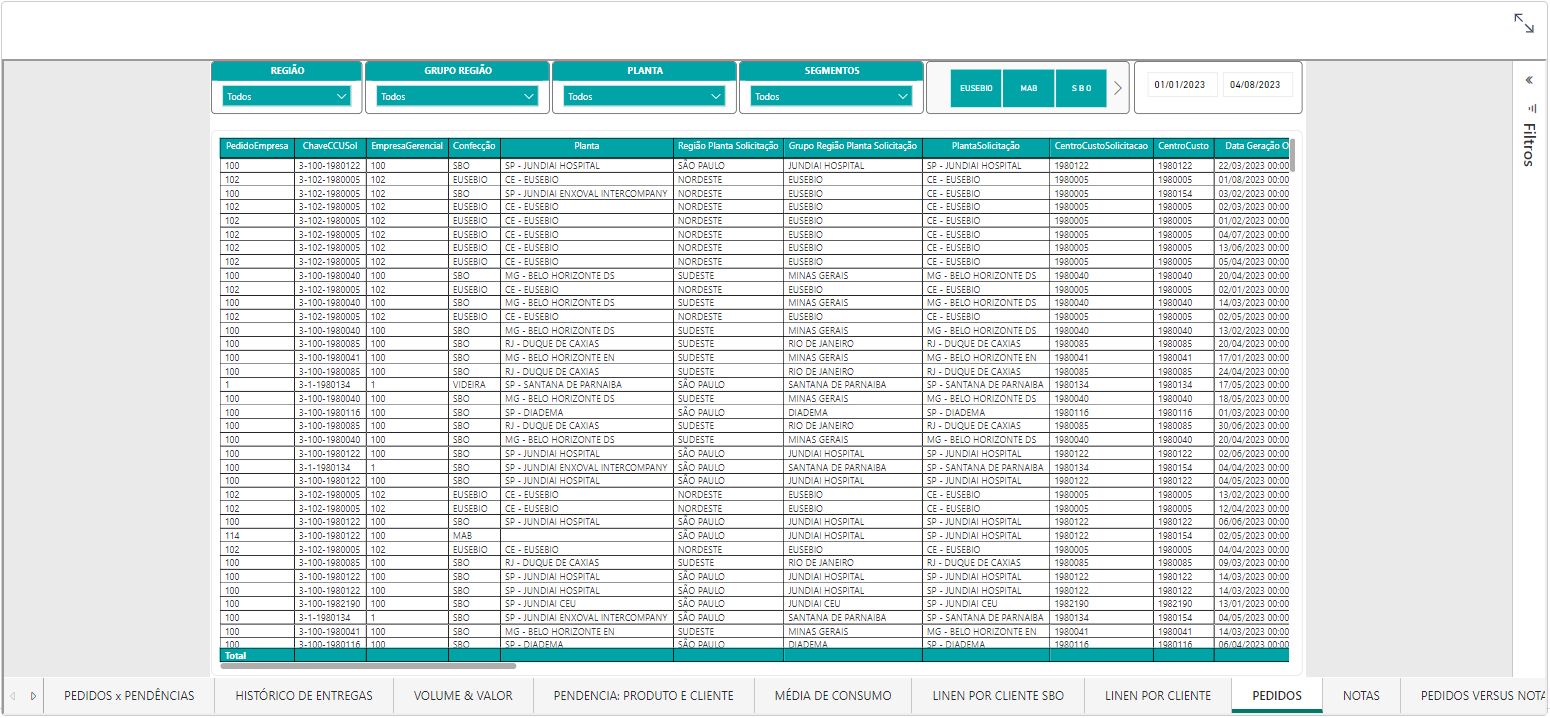 REGIÃO GRUPO REGIÃO PLANTA SEGMENTOS
Todos Todos Todos Todos EUSEBIO MAB S B O 01/01/2023 04/08/2023
Filtros
PedidoEmpresa ChaveCCUSol EmpresaGerencial Confecção Planta Região Planta Solicitação Grupo Região Planta Solicitação PlantaSolicitação CentroCustoSolicitacao CentroCusto Data Geração O
100 3-100-1980122 100 SBO SP - JUNDIAI HOSPITAL SÃO PAULO JUNDIAI HOSPITAL SP - JUNDIAI HOSPITAL 1980122 1980122 22/03/2023 00:00
102 3-102-1980005 102 EUSEBIO CE - EUSEBIO NORDESTE EUSEBIO CE - EUSEBIO 1980005 1980005 01/08/2023 00:00
100 3-102-1980005 102 SBO SP - JUNDIAI ENXOVAL INTERCOMPANY NORDESTE EUSEBIO CE - EUSEBIO 1980005 1980154 03/02/2023 00:00
102 3-102-1980005 102 EUSEBIO CE - EUSEBIO NORDESTE EUSEBIO CE - EUSEBIO 1980005 1980005 02/03/2023 00:00
102 3-102-1980005 102 EUSEBIO CE - EUSEBIO NORDESTE EUSEBIO CE - EUSEBIO 1980005 1980005 01/02/2023 00:00
102 3-102-1980005 102 EUSEBIO CE - EUSEBIO NORDESTE EUSEBIO CE - EUSEBIO 1980005 1980005 04/07/2023 00:00
102 3-102-1980005 102 EUSEBIO CE - EUSEBIO NORDESTE EUSEBIO CE - EUSEBIO 1980005 1980005 13/06/2023 00:00
102 3-102-1980005 102 EUSEBIO CE - EUSEBIO NORDESTE EUSEBIO CE - EUSEBIO 1980005 1980005 05/04/2023 00:00
100 3-100-1980040 100 SBO MG - BELO HORIZONTE DS SUDESTE MINAS GERAIS MG - BELO HORIZONTE DS 1980040 1980040 20/04/2023 00:00
102 3-102-1980005 102 EUSEBIO CE - EUSEBIO NORDESTE EUSEBIO CE - EUSEBIO 1980005 1980005 02/01/2023 00:00
100 3-100-1980040 100 SBO MG - BELO HORIZONTE DS SUDESTE MINAS GERAIS MG - BELO HORIZONTE DS 1980040 1980040 14/03/2023 00:00
102 3-102-1980005 102 EUSEBIO CE - EUSEBIO NORDESTE EUSEBIO CE - EUSEBIO 1980005 1980005 02/05/2023 00:00
100 3-100-1980040 100 SBO MG - BELO HORIZONTE DS SUDESTE MINAS GERAIS MG - BELO HORIZONTE DS 1980040 1980040 13/02/2023 00:00
100 3-100-1980085 100 SBO RJ - DUQUE DE CAXIAS SUDESTE RIO DE JANEIRO RJ - DUQUE DE CAXIAS 1980085 1980085 20/04/2023 00:00
100 3-100-1980041 100 SBO MG - BELO HORIZONTE EN SUDESTE MINAS GERAIS MG - BELO HORIZONTE EN 1980041 1980041 17/01/2023 00:00
100 3-100-1980085 100 SBO RJ - DUQUE DE CAXIAS SUDESTE RIO DE JANEIRO RJ - DUQUE DE CAXIAS 1980085 1980085 24/04/2023 00:00
1 3-1-1980134 1 VIDEIRA SP - SANTANA DE PARNAIBA SÃO PAULO SANTANA DE PARNAIBA SP - SANTANA DE PARNAIBA 1980134 1980134 17/05/2023 00:00
100 3-100-1980040 100 SBO MG - BELO HORIZONTE DS SUDESTE MINAS GERAIS MG - BELO HORIZONTE DS 1980040 1980040 18/05/2023 00:00
100 3-100-1980116 100 SBO SP - DIADEMA SÃO PAULO DIADEMA SP - DIADEMA 1980116 1980116 01/03/2023 00:00
100 3-100-1980085 100 SBO RJ - DUQUE DE CAXIAS SUDESTE RIO DE JANEIRO RJ - DUQUE DE CAXIAS 1980085 1980085 30/06/2023 00:00
100 3-100-1980040 100 SBO MG - BELO HORIZONTE DS SUDESTE MINAS GERAIS MG - BELO HORIZONTE DS 1980040 1980040 20/04/2023 00:00
100 3-100-1980122 100 SBO SP - JUNDIAI HOSPITAL SÃO PAULO JUNDIAI HOSPITAL SP - JUNDIAI HOSPITAL 1980122 1980122 02/06/2023 00:00
100 3-1-1980134 1 SBO SP - JUNDIAI ENXOVAL INTERCOMPANY SÃO PAULO SANTANA DE PARNAIBA SP - SANTANA DE PARNAIBA 1980134 1980154 04/04/2023 00:00
100 3-100-1980122 100 SBO SP - JUNDIAI HOSPITAL SÃO PAULO JUNDIAI HOSPITAL SP - JUNDIAI HOSPITAL 1980122 1980122 04/05/2023 00:00
102 3-102-1980005 102 EUSEBIO CE - EUSEBIO NORDESTE EUSEBIO CE - EUSEBIO 1980005 1980005 13/02/2023 00:00
102 3-102-1980005 102 EUSEBIO CE - EUSEBIO NORDESTE EUSEBIO CE - EUSEBIO 1980005 1980005 12/04/2023 00:00
100 3-100-1980122 100 SBO SP - JUNDIAI HOSPITAL SÃO PAULO JUNDIAI HOSPITAL SP - JUNDIAI HOSPITAL 1980122 1980122 06/06/2023 00:00
114 3-100-1980122 100 MAB SÃO PAULO JUNDIAI HOSPITAL SP - JUNDIAI HOSPITAL 1980122 1980154 02/05/2023 00:00
102 3-102-1980005 102 EUSEBIO CE - EUSEBIO NORDESTE EUSEBIO CE - EUSEBIO 1980005 1980005 04/04/2023 00:00
100 3-100-1980085 100 SBO RJ - DUQUE DE CAXIAS SUDESTE RIO DE JANEIRO RJ - DUQUE DE CAXIAS 1980085 1980085 09/03/2023 00:00
100 3-100-1980122 100 SBO SP - JUNDIAI HOSPITAL SÃO PAULO JUNDIAI HOSPITAL SP - JUNDIAI HOSPITAL 1980122 1980122 14/03/2023 00:00
100 3-100-1980122 100 SBO SP - JUNDIAI HOSPITAL SÃO PAULO JUNDIAI HOSPITAL SP - JUNDIAI HOSPITAL 1980122 1980122 14/03/2023 00:00
100 3-100-1982190 100 SBO SP - JUNDIAI CEU SÃO PAULO JUNDIAI CEU SP - JUNDIAI CEU 1982190 1982190 13/01/2023 00:00
100 3-1-1980134 1 SBO SP - JUNDIAI ENXOVAL INTERCOMPANY SÃO PAULO SANTANA DE PARNAIBA SP - SANTANA DE PARNAIBA 1980134 1980154 04/05/2023 00:00
100 3-100-1980041 100 SBO MG - BELO HORIZONTE EN SUDESTE MINAS GERAIS MG - BELO HORIZONTE EN 1980041 1980041 14/03/2023 00:00
100 3-100-1980116 100 SBO SP - DIADEMA SÃO PAULO DIADEMA SP - DIADEMA 1980116 1980116 06/04/2023 00:00
Total
PEDIDOS x PENDÊNCIAS HISTÓRICO DE ENTREGAS VOLUME & VALOR PENDENCIA: PRODUTO E CLIENTE MÉDIA DE CONSUMO LINEN POR CLIENTE SBO LINEN POR CLIENTE PEDIDOS NOTAS PEDIDOS VERSUS NOTA